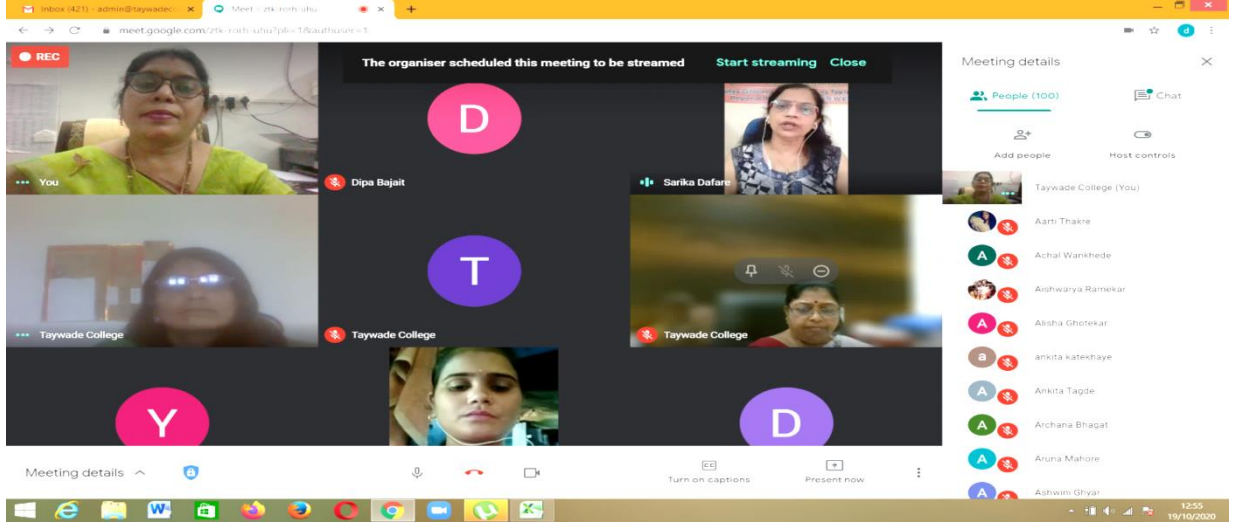 Inbox (421) - admin@taywadec
Meet - ztk-roth-uhu
meet.google.com/ztk-roth-uhu?pli=1&authuser=1
d
REC
The organiser scheduled this meeting to be streamed Start streaming Close
Meeting details
People (100)
Chat
Add people
Host controls
D
You
Dipa Bajait
Sarika Dafare
T
Taywade College
Taywade College
Taywade College
Y
D
Taywade College (You)
Aarti Thakre
A Achal Wankhede
Aishwarya Ramekar
A Alisha Ghotekar
a ankita katekhaye
A Ankita Tagde
A Archana Bhagat
A Aruna Mahore
A Ashwini Ghyar
Meeting details
CC
Turn on captions
Present now
12:55
19/10/2020